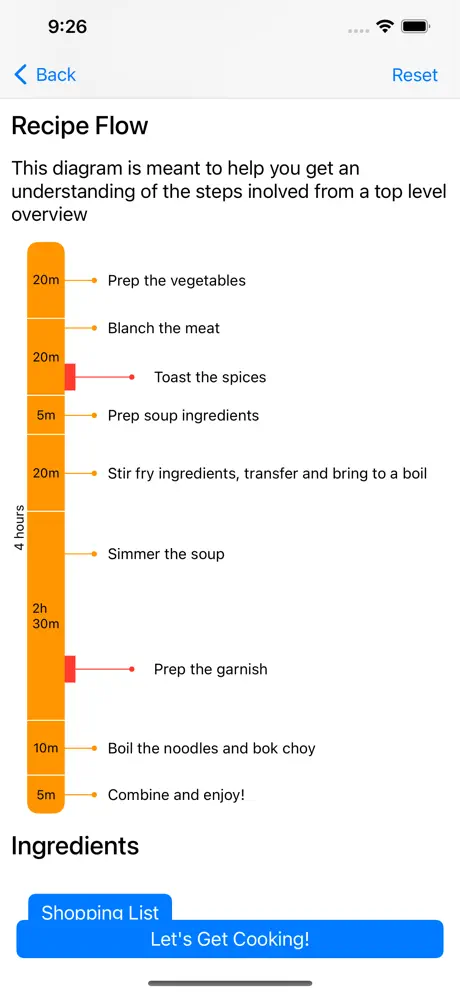 9:26
Back
Reset
Recipe Flow
This diagram is meant to help you get an
understanding of the steps inolved from a top level
overview
20m
Prep the vegetables
Blanch the meat
20m
Toast the spices
5m
Prep soup ingredients
20m
Stir fry ingredients, transfer and bring to a boil
4 hours
Simmer the soup
2h
30m
Prep the garnish
10m
Boil the noodles and bok choy
5m
Combine and enjoy!
Ingredients
Shopping List
Let's Get Cooking!